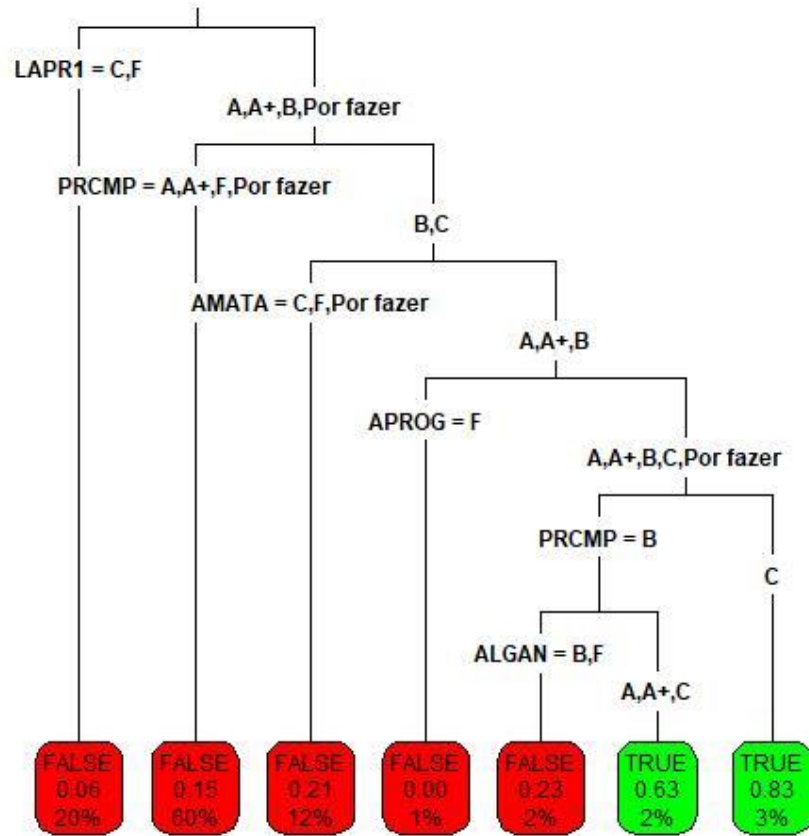 LAPR1 = C,F
A,A+,B,Por fazer
PRCMP = A,A+,F,Por fazer
B,C
AMATA = C,F,Por fazer
A,A+,B
APROG = F
A,A+,B,C,Por fazer
PRCMP = B
C
ALGAN = B,F
A,A+,C
FALSE
0.06
20%
FALSE
0.15
60%
FALSE
0.21
12%
FALSE
0.00
1%
FALSE
0.23
2%
TRUE
0.63
2%
TRUE
0.83
3%